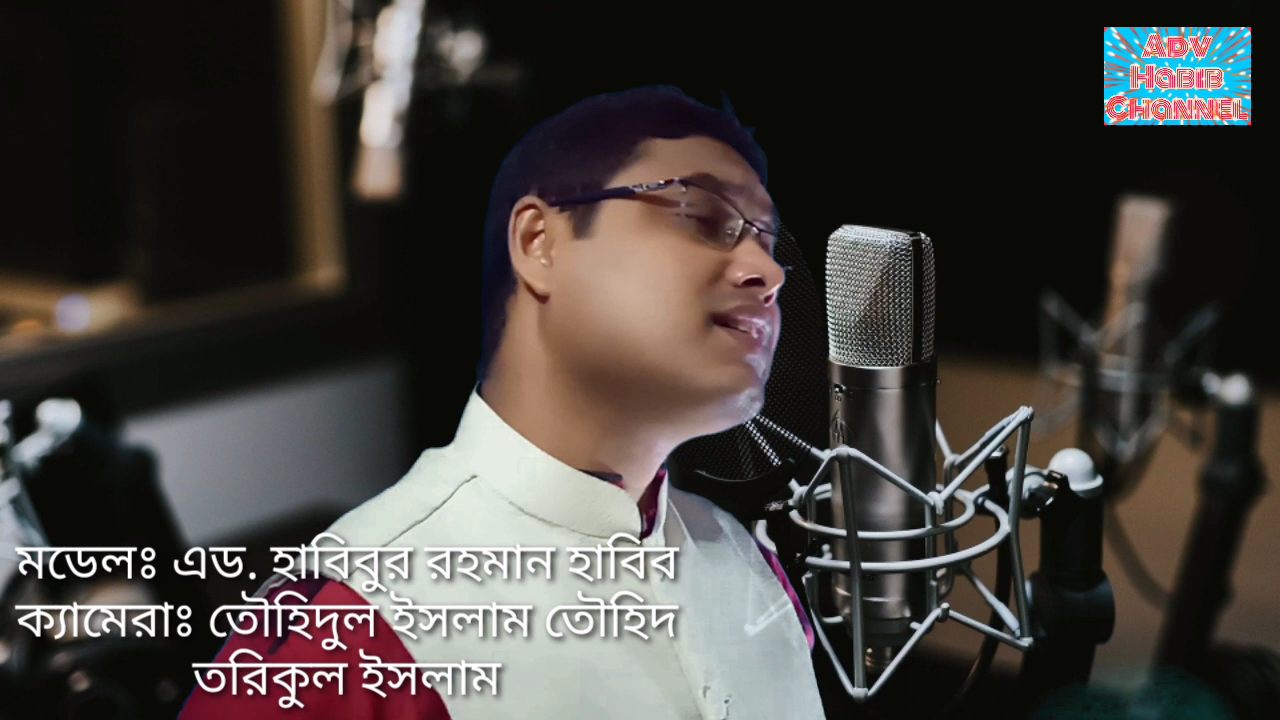 Adv
Habib
Channel
মডেলঃ এড. হাবিবুর রহমান হাবিব
ক্যামেরাঃ তৌহিদুল ইসলাম তৌহিদ
তরিকুল ইসলাম